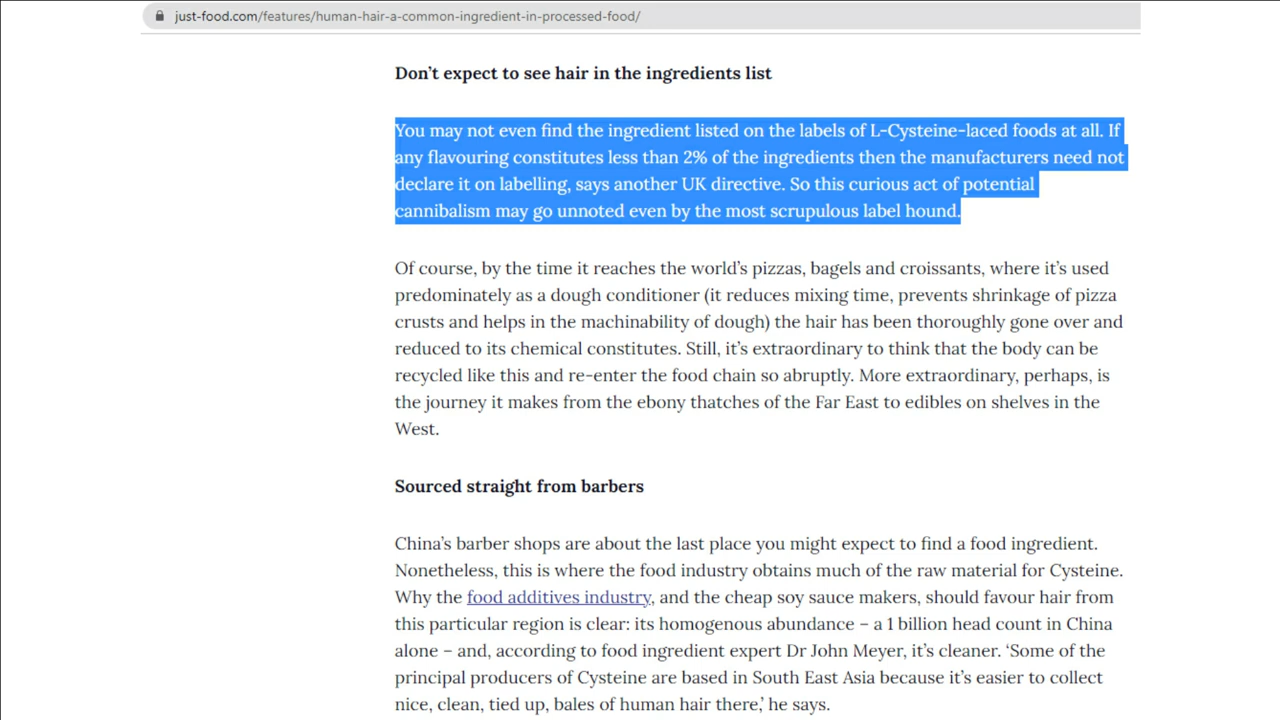 just-food.com/features/human-hair-a-common-ingredient-in-processed-food/
Don’t expect to see hair in the ingredients list
You may not even find the ingredient listed on the labels of L-Cysteine-laced foods at all. If
any flavouring constitutes less than 2% of the ingredients then the manufacturers need not
declare it on labelling, says another UK directive. So this curious act of potential
cannibalism may go unnoted even by the most scrupulous label hound.
Of course, by the time it reaches the world’s pizzas, bagels and croissants, where it’s used
predominately as a dough conditioner (it reduces mixing time, prevents shrinkage of pizza
crusts and helps in the machinability of dough) the hair has been thoroughly gone over and
reduced to its chemical constitutes. Still, it’s extraordinary to think that the body can be
recycled like this and re-enter the food chain so abruptly. More extraordinary, perhaps, is
the journey it makes from the ebony thatches of the Far East to edibles on shelves in the
West.
Sourced straight from barbers
China’s barber shops are about the last place you might expect to find a food ingredient.
Nonetheless, this is where the food industry obtains much of the raw material for Cysteine.
Why the food additives industry, and the cheap soy sauce makers, should favour hair from
this particular region is clear: its homogenous abundance – a 1 billion head count in China
alone – and, according to food ingredient expert Dr John Meyer, it’s cleaner. ‘Some of the
principal producers of Cysteine are based in South East Asia because it’s easier to collect
nice, clean, tied up, bales of human hair there,’ he says.